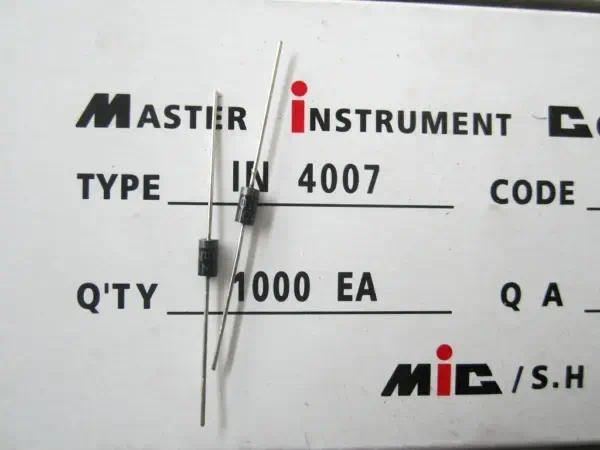 MASTER iNSTRUMENT
TYPE IN 4007 CODE
Q'TY 1000 EA Q A
MiC / S.H